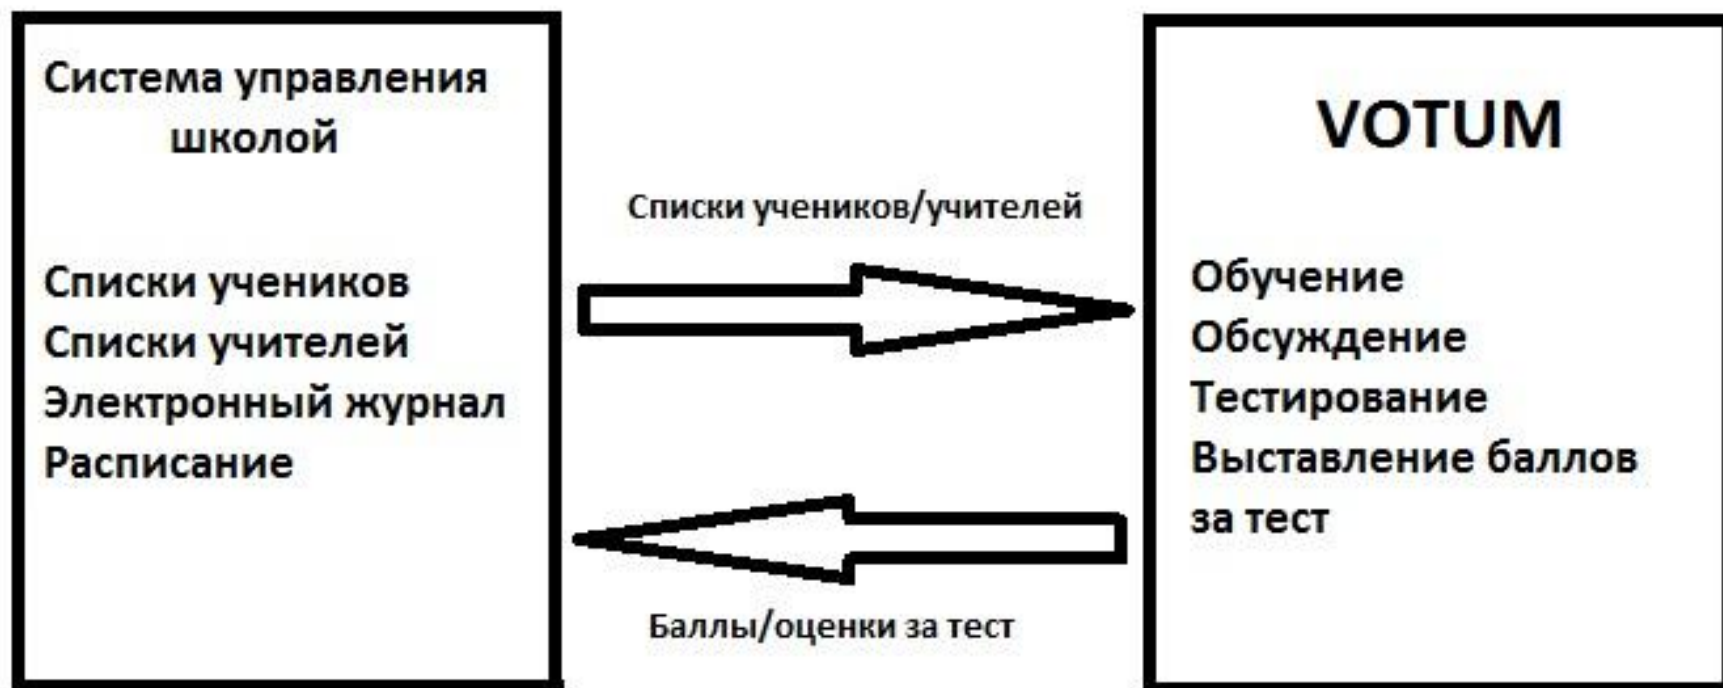 Система управления
школой
Списки учеников
Списки учителей
Электронный журнал
Расписание
Списки учеников/учителей
Баллы/оценки за тест
VOTUM
Обучение
Обсуждение
Тестирование
Выставление баллов
за тест